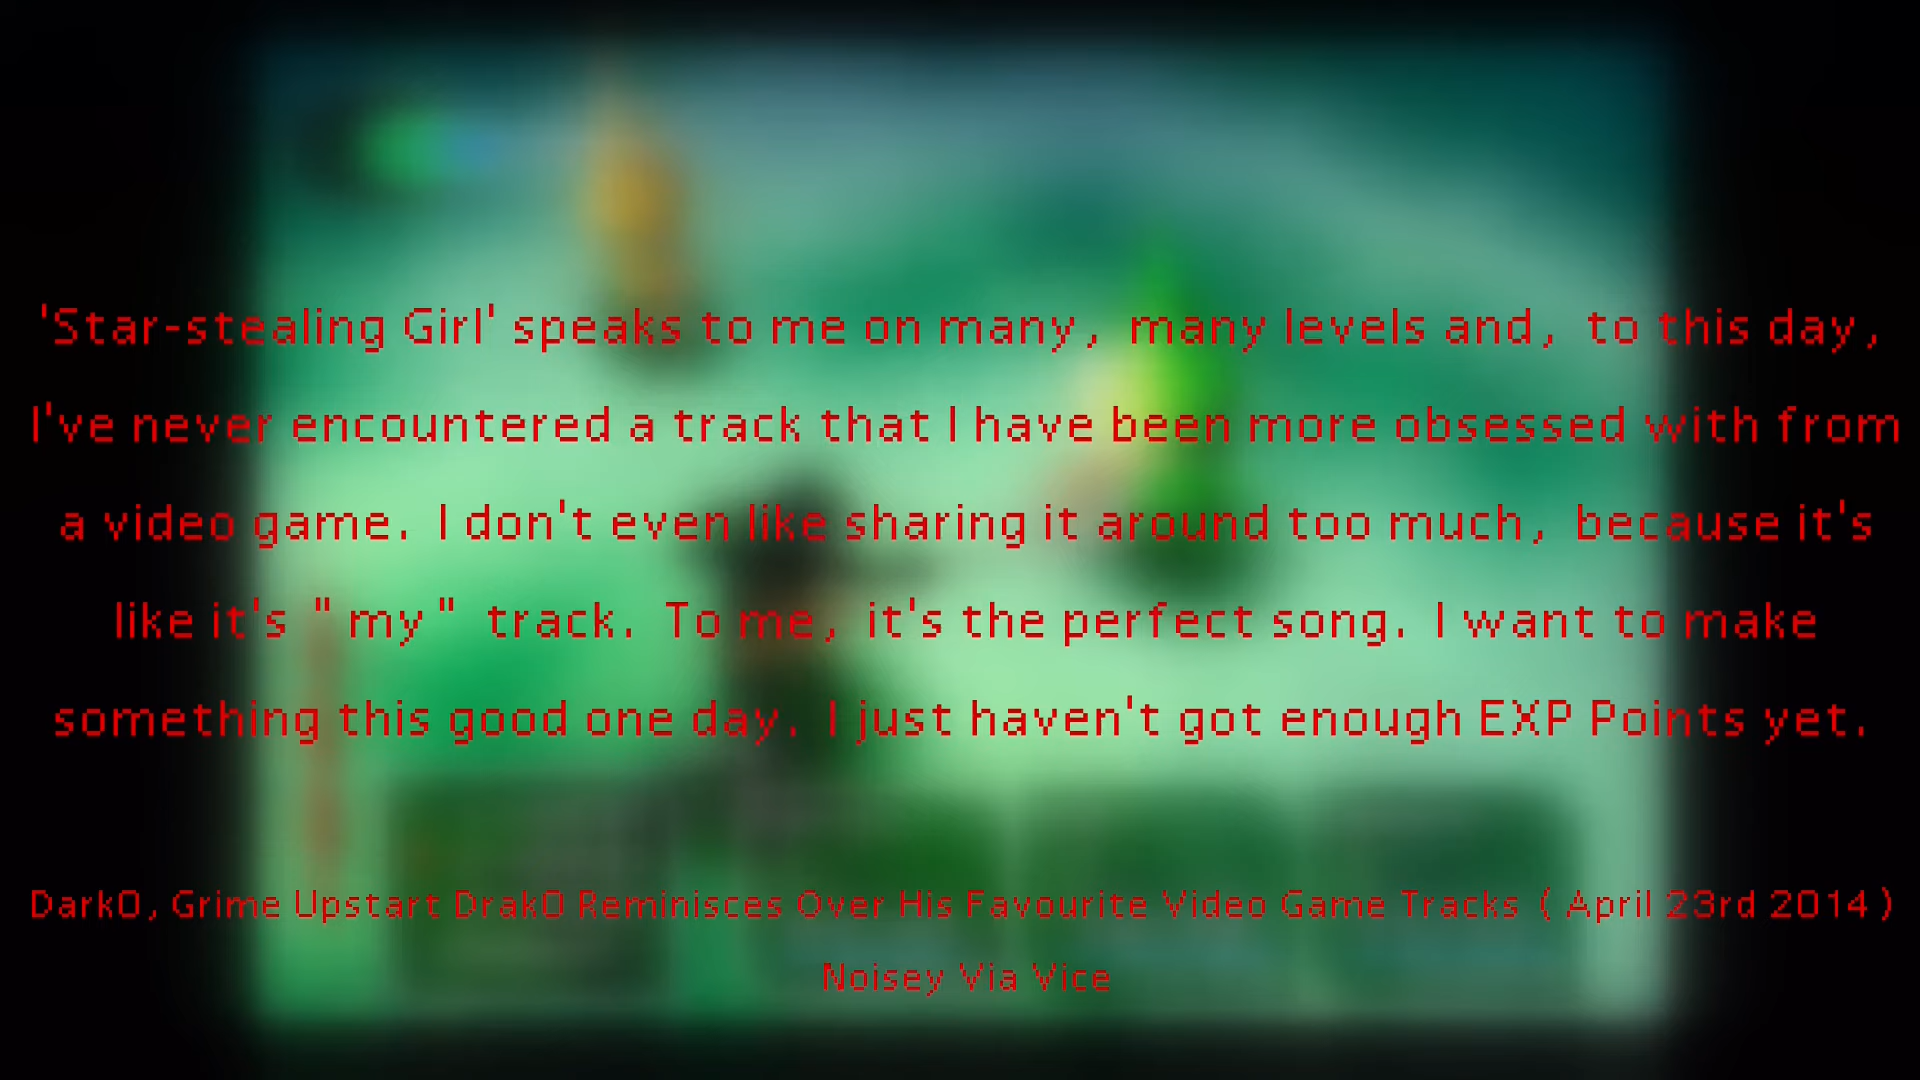 'Star-stealing Girl' speaks to me on many, many levels and, to this day,
I've never encountered a track that I have been more obsessed with from
a video game. I don't even like sharing it around too much, because it's
like it's "my" track. To me, it's the perfect song. I want to make
something this good one day. I just haven't got enough EXP Points yet.
Dark0, Grime Upstart Drak0 Reminisces Over His Favourite Video Game Tracks (April 23rd 2014)
Noisey Via Vice